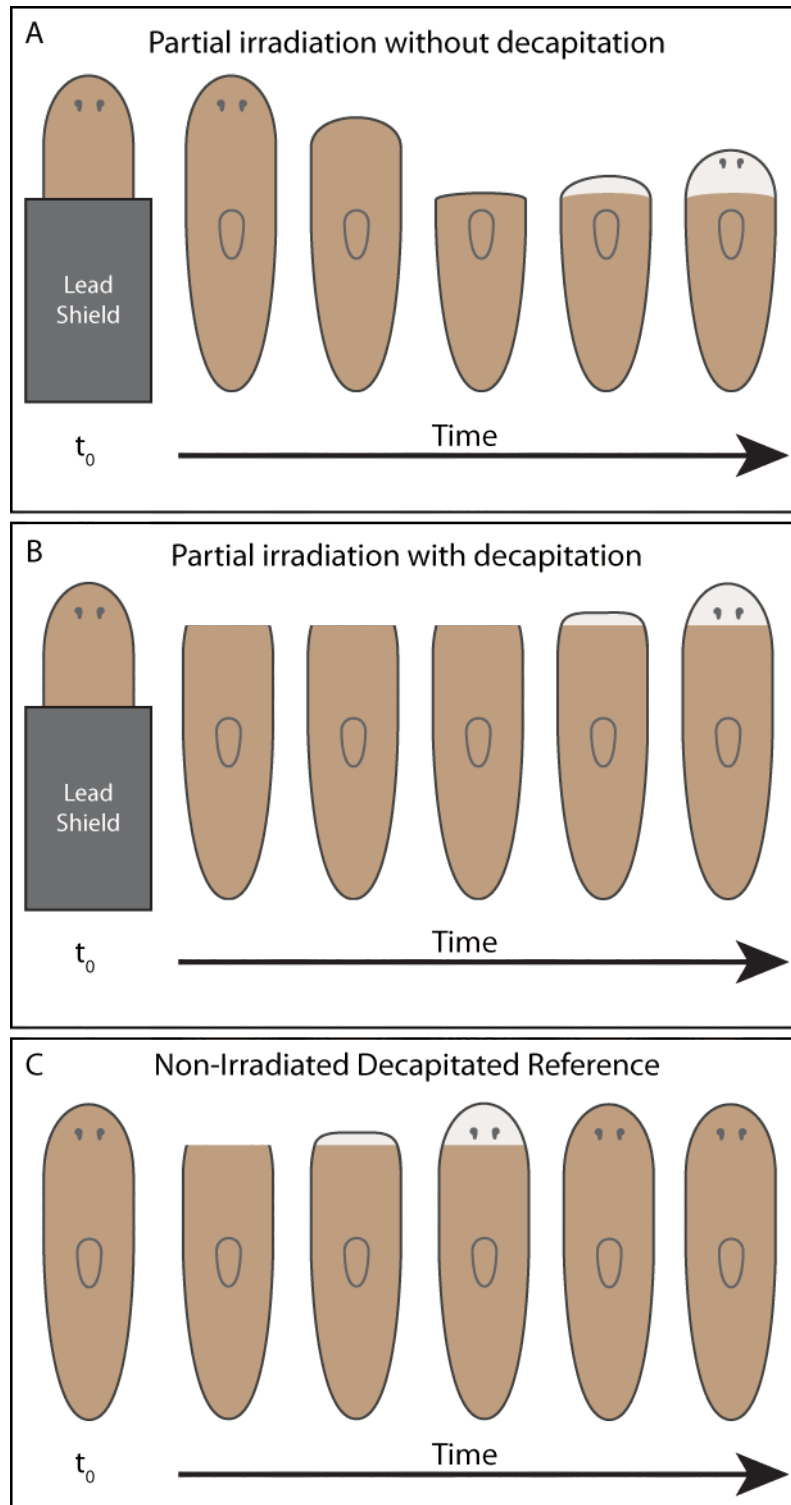 A
Partial irradiation without decapitation
Lead
Shield
t₀
Time
B
Partial irradiation with decapitation
Lead
Shield
t₀
Time
C
Non-Irradiated Decapitated Reference
t₀
Time